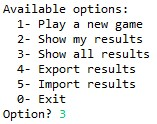 Available options:
1- Play a new game
2- Show my results
3- Show all results
4- Export results
5- Import results
0- Exit
Option? 3